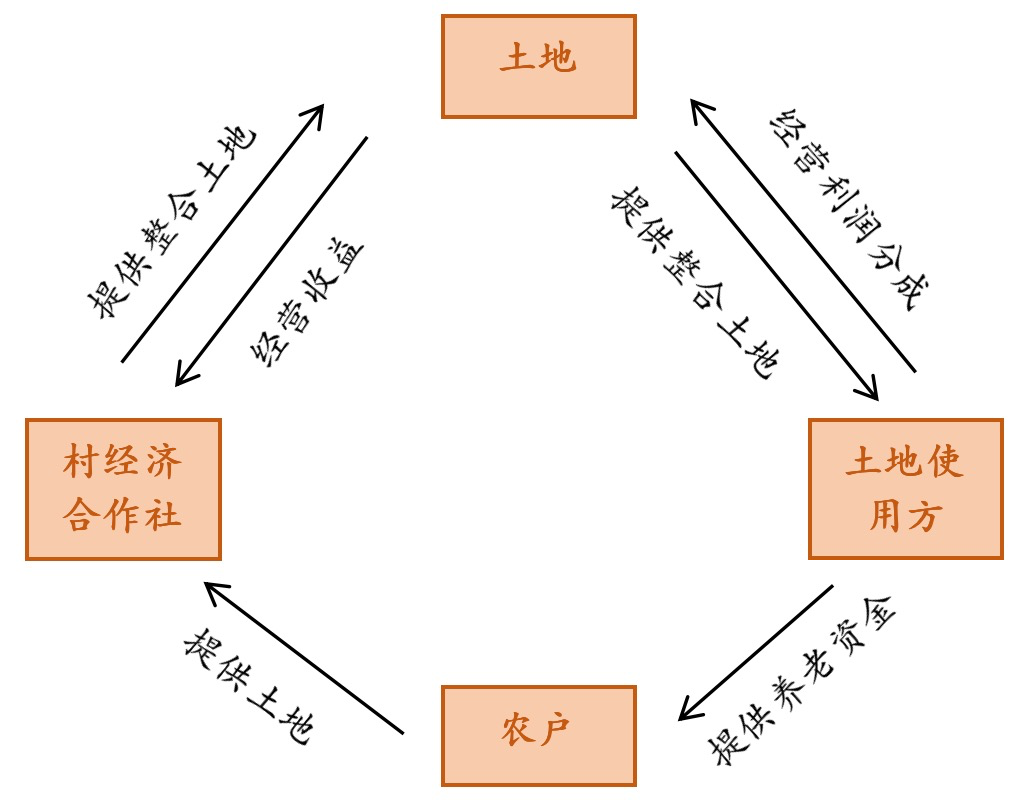 土地
提供整合土地
经营收益
提供整合土地
经营利润分成
村经济
合作社
土地使
用方
提供土地
农户
提供养老资金